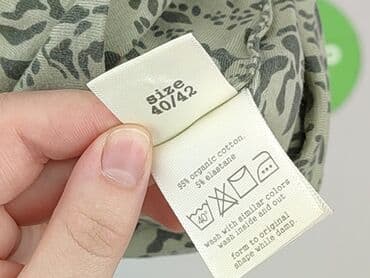 size
40/42
95% organic cotton.
5% elastane
40°
wash with similar colors
wash inside and out
form to original
shape while damp.